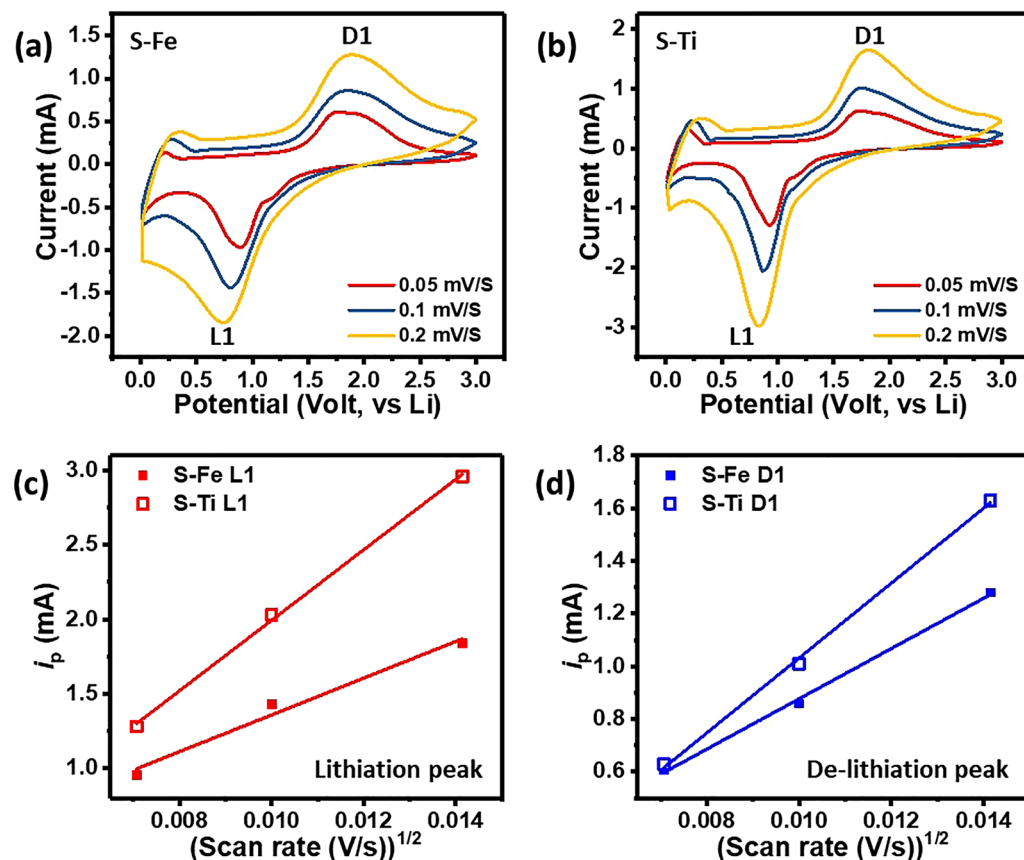 (a)
S-Fe
D1
L1
1.5
1.0
0.5
0.0
-0.5
-1.0
-1.5
-2.0
Current (mA)
0.05 mV/S
0.1 mV/S
0.2 mV/S
0.0 0.5 1.0 1.5 2.0 2.5 3.0
Potential (Volt, vs Li)
(b)
S-Ti
D1
L1
2
1
0
-1
-2
-3
Current (mA)
0.05 mV/S
0.1 mV/S
0.2 mV/S
0.0 0.5 1.0 1.5 2.0 2.5 3.0
Potential (Volt, vs Li)
(c)
S-Fe L1
S-Ti L1
3.0
2.5
2.0
1.5
1.0
ip (mA)
Lithiation peak
0.008 0.010 0.012 0.014
(Scan rate (V/s))1/2
(d)
S-Fe D1
S-Ti D1
1.8
1.6
1.4
1.2
1.0
0.8
0.6
ip (mA)
De-lithiation peak
0.008 0.010 0.012 0.014
(Scan rate (V/s))1/2